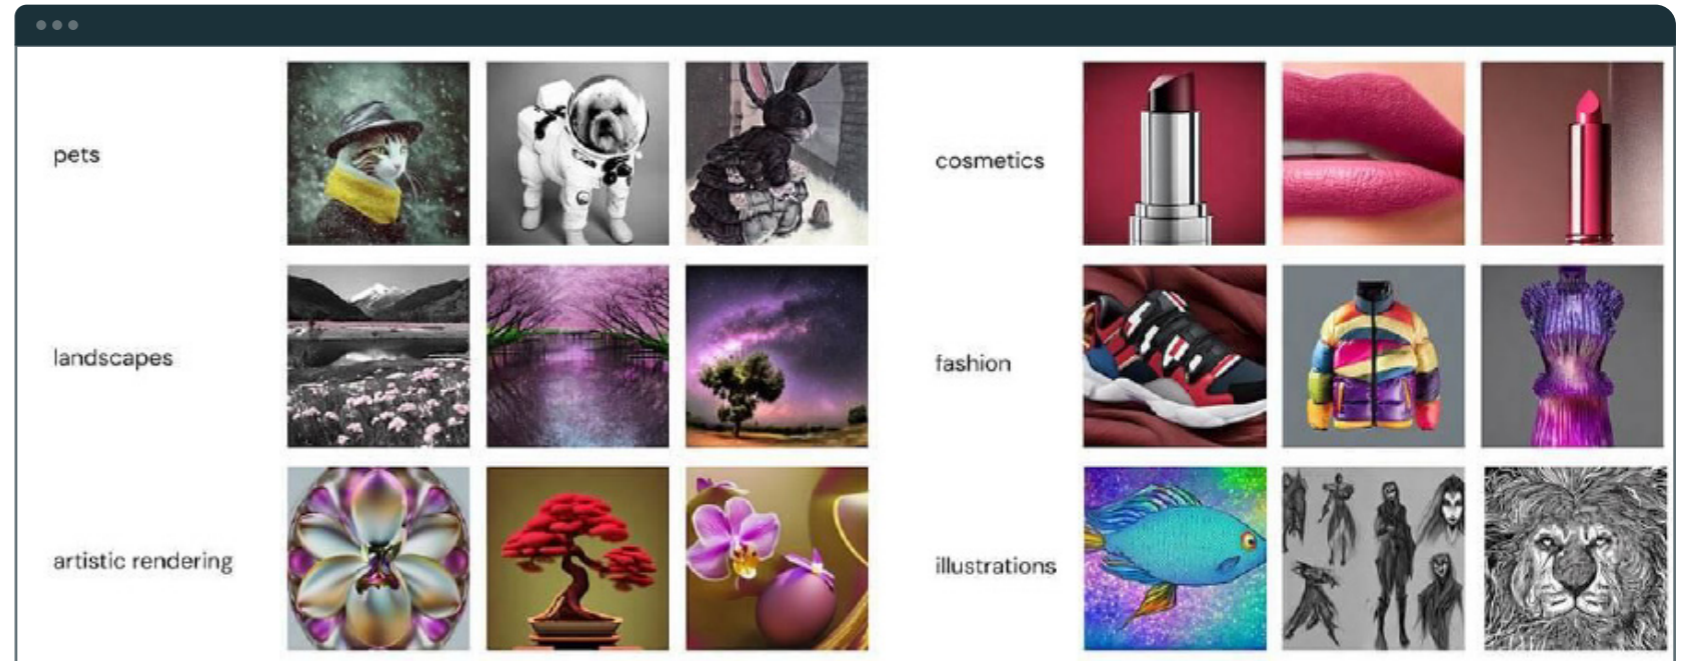 pets
cosmetics
landscapes
fashion
artistic rendering
illustrations